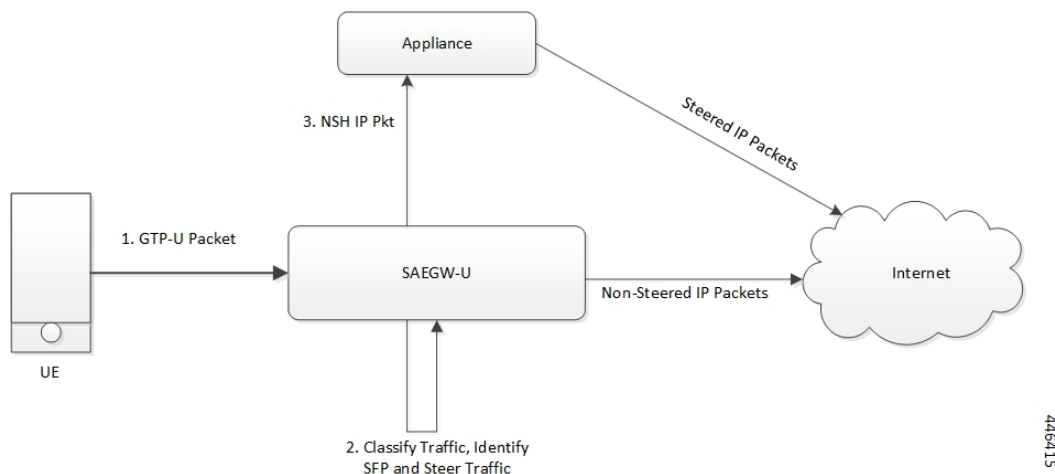 Appliance
3. NSH IP Pkt
Steered IP Packets
1. GTP-U Packet
SAEGW-U
Non-Steered IP Packets
Internet
UE
2. Classify Traffic, Identify
SFP and Steer Traffic
446415